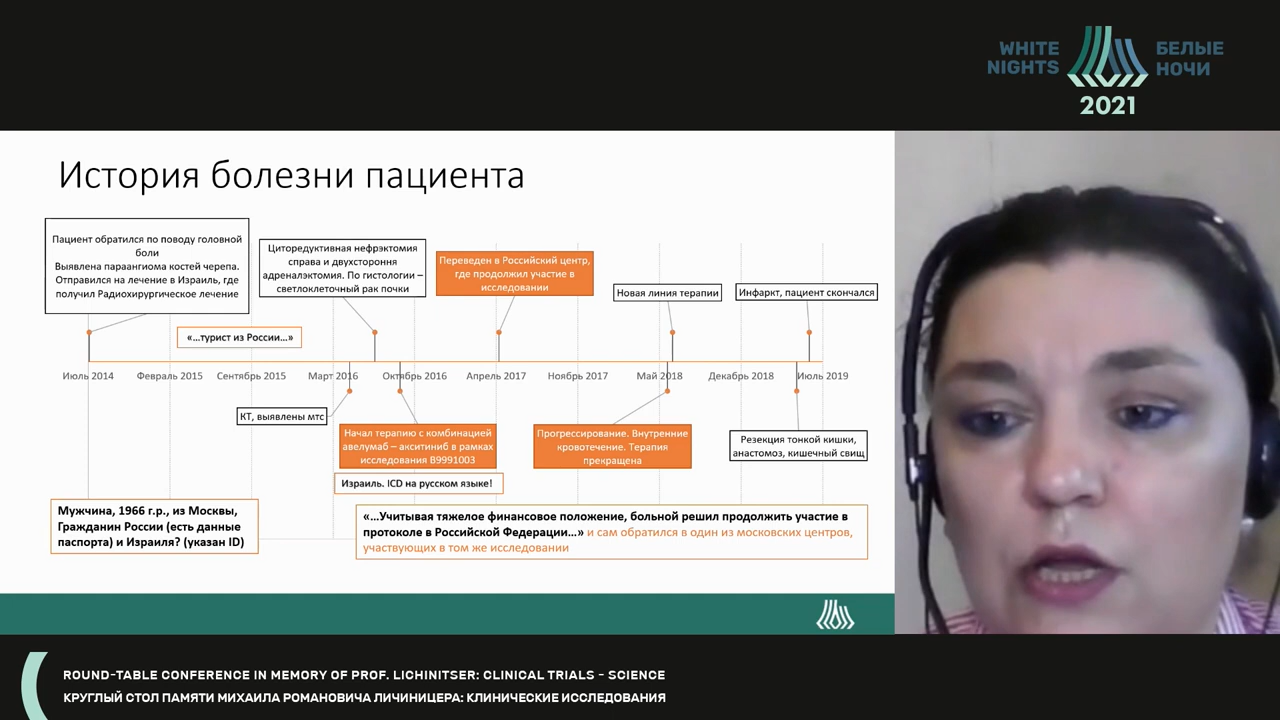 WHITE
NIGHTS
БЕЛЫЕ
НОЧИ
2021
История болезни пациента
Пациент обратился по поводу головной
боли
Выявлена параангиома костей черепа.
Отправился на лечение в Израиль, где
получил Радиохирургическое лечение
Циторедуктивная нефрэктомия
справа и двухстороння
адреналэктомия. По гистологии –
светлоклеточный рак почки
Переведен в Российский центр,
где продолжил участие в
исследовании
Новая линия терапии
Инфаркт, пациент скончался
«…турист из России…»
Июль 2014
Февраль 2015
Сентябрь 2015
Март 2016
Октябрь 2016
Апрель 2017
Ноябрь 2017
Май 2018
Декабрь 2018
Июль 2019
КТ, выявлены мтс
Начал терапию с комбинацией
авелумаб – акситиниб в рамках
исследования B9991003
Прогрессирование. Внутренние
кровотечение. Терапия
прекращена
Резекция тонкой кишки,
анастомоз, кишечный свищ
Израиль. ICD на русском языке!
Мужчина, 1966 г.р., из Москвы,
Гражданин России (есть данные
паспорта) и Израиля? (указан ID)
«…Учитывая тяжелое финансовое положение, больной решил продолжить участие в
протоколе в Российской Федерации…» и сам обратился в один из московских центров,
участвующих в том же исследовании
ROUND-TABLE CONFERENCE IN MEMORY OF PROF. LICHINITSER: CLINICAL TRIALS - SCIENCE
КРУГЛЫЙ СТОЛ ПАМЯТИ МИХАИЛА РОМАНОВИЧА ЛИЧИНИЦЕРА: КЛИНИЧЕСКИЕ ИССЛЕДОВАНИЯ